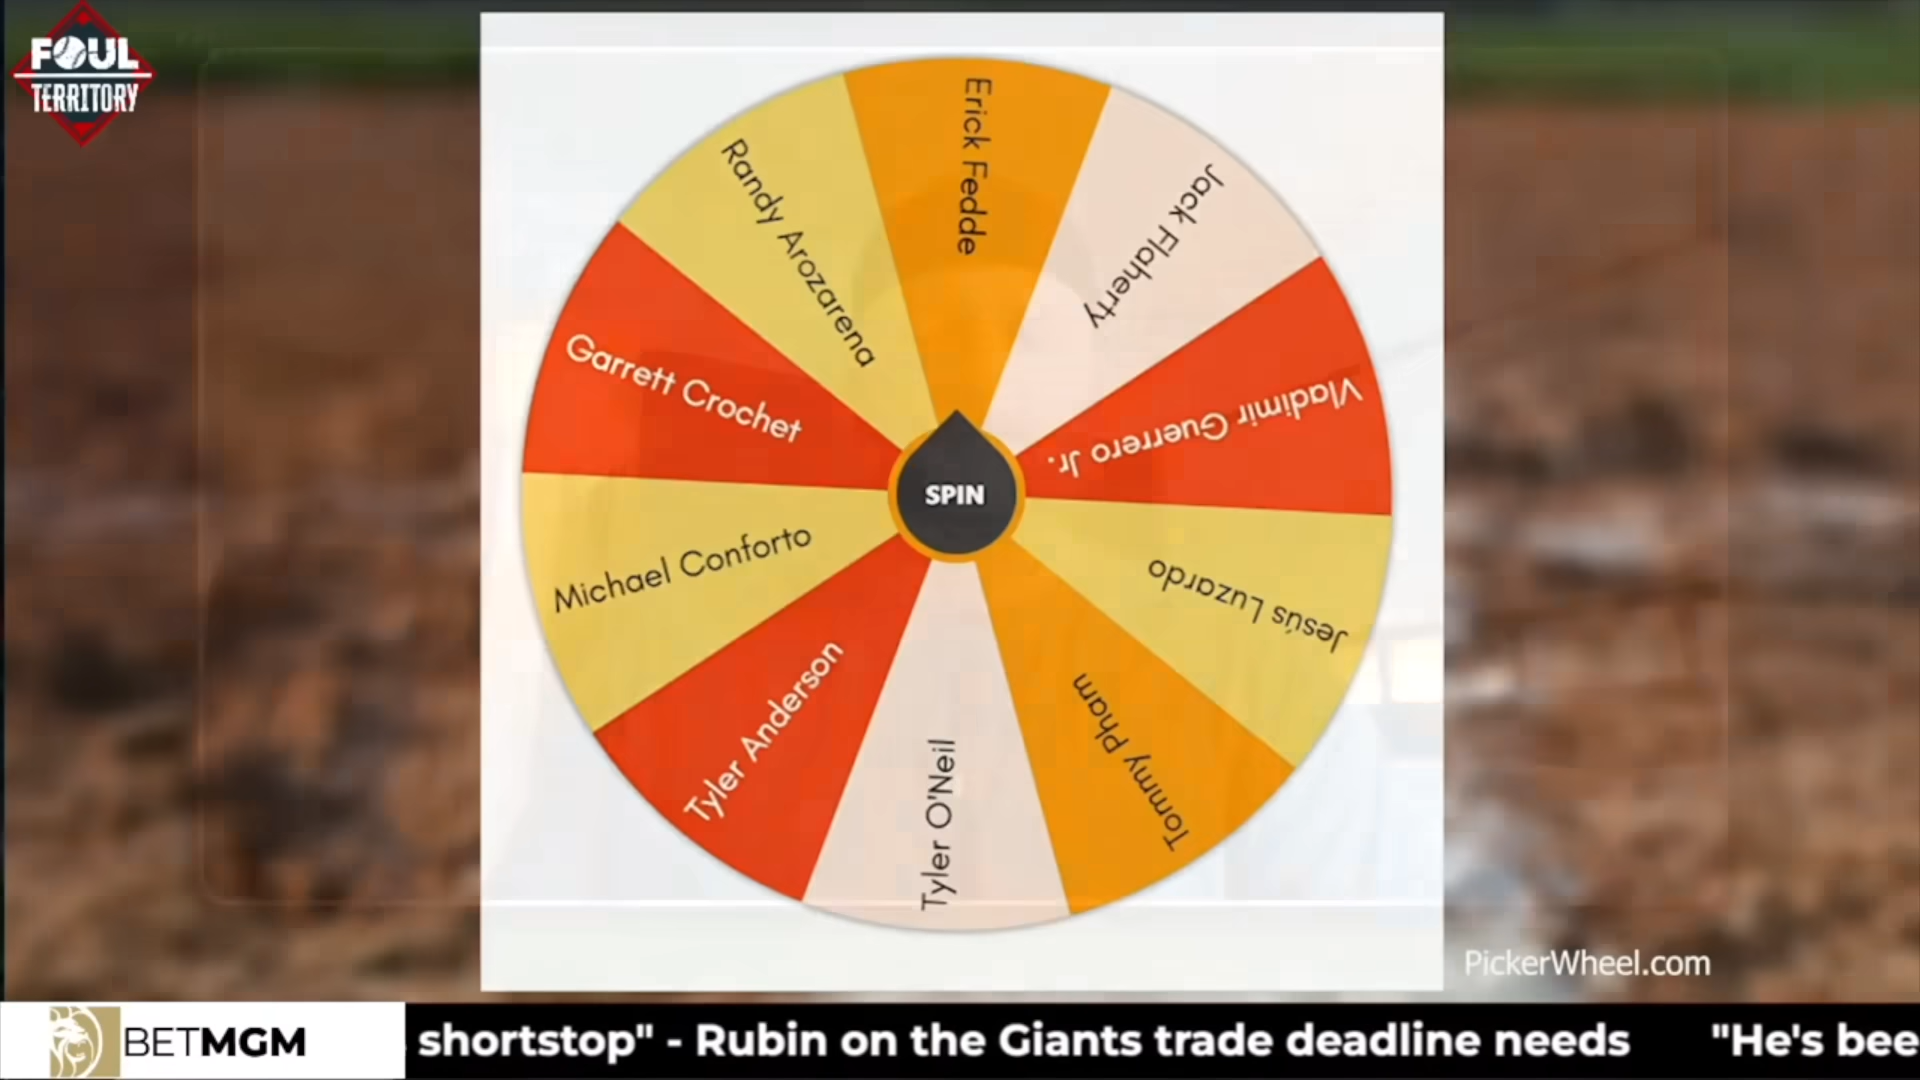 FOUL
TERRITORY
Erick Fedde
Jack Flaherty
Vladimir Guerrero Jr.
Jesús Luzardo
Tommy Pham
Tyler O'Neil
Tyler Anderson
Michael Conforto
Garrett Crochet
Randy Arozarena
SPIN
PickerWheel.com
BETMGM
shortstop" - Rubin on the Giants trade deadline needs "He's bee